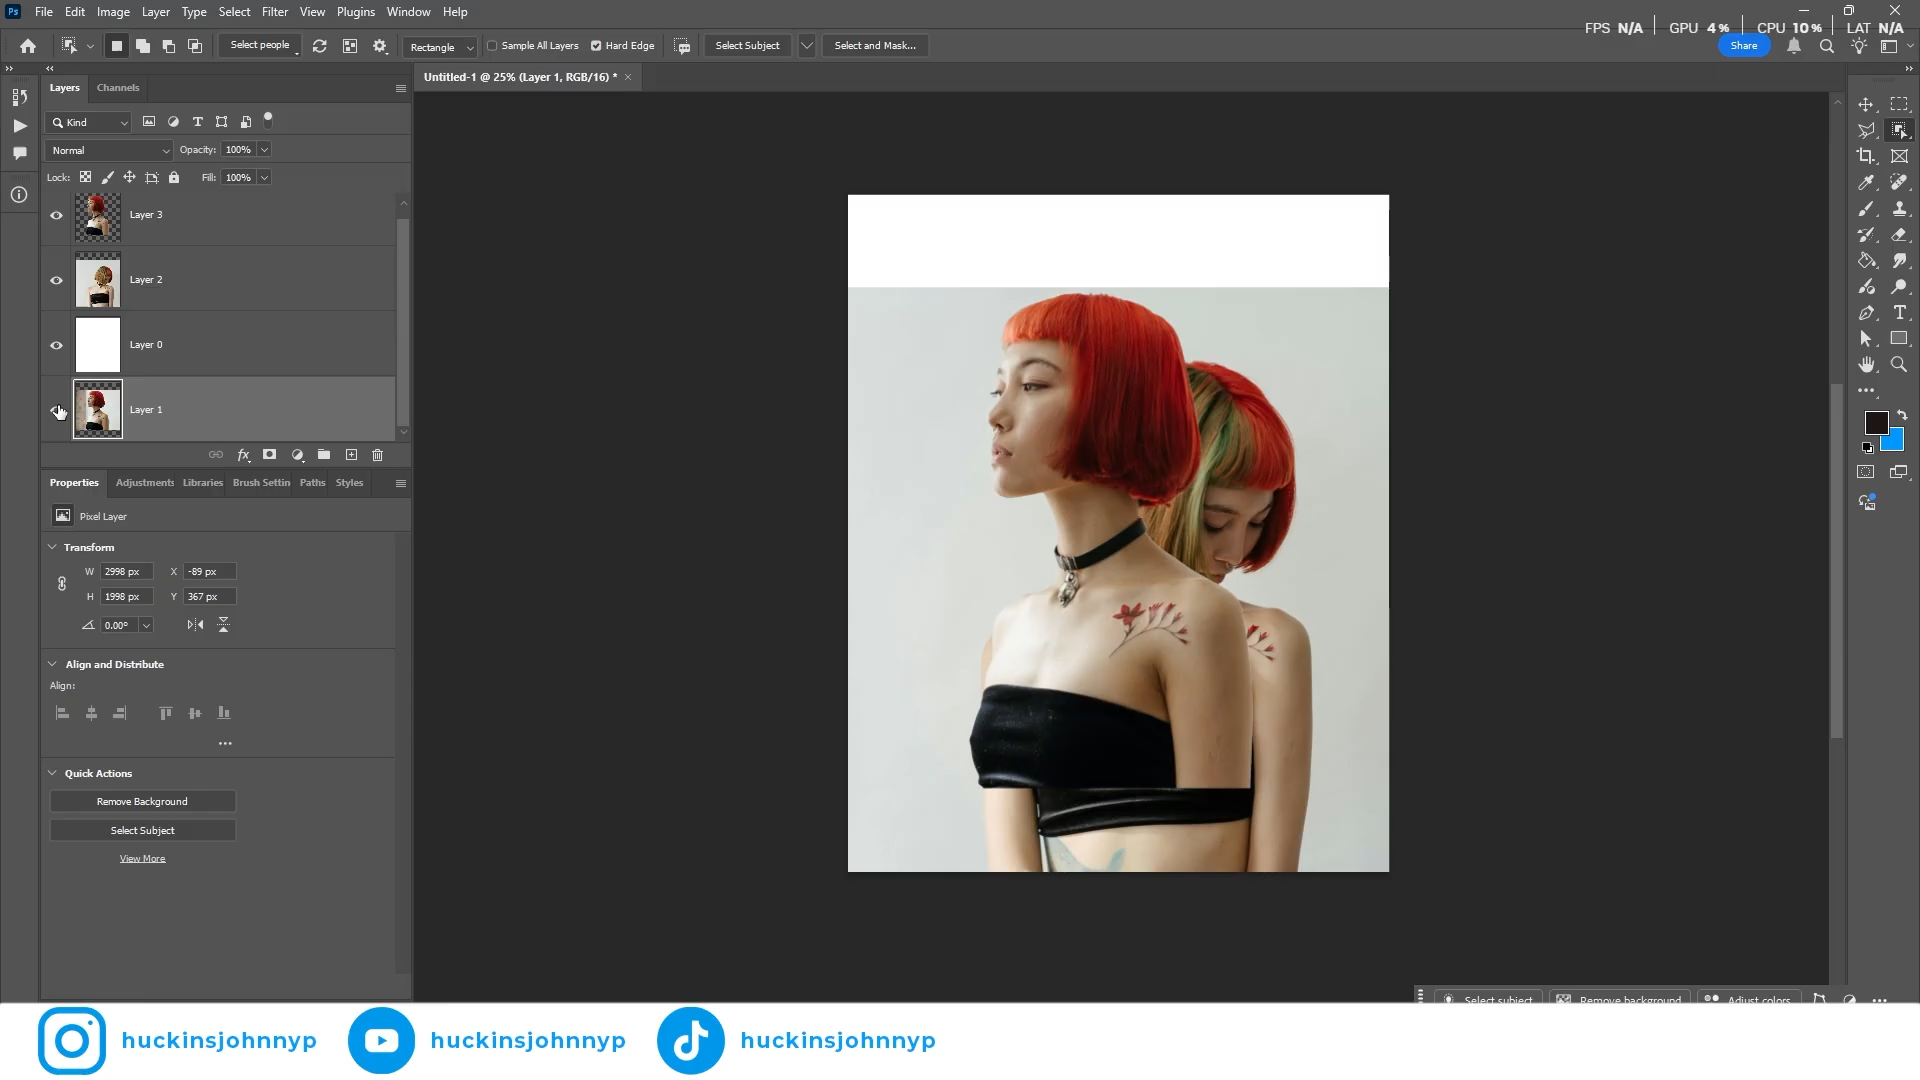 Ps File Edit Image Layer Type Select Filter View Plugins Window Help
FPS N/A GPU 4% CPU 10% LAT N/A
Select people Rectangle Sample All Layers Hard Edge Select Subject Select and Mask... Share
Untitled-1 @ 25% (Layer 1, RGB/16) *
Layers Channels
Kind
Normal Opacity: 100%
Lock: Fill: 100%
Layer 3
Layer 2
Layer 0
Layer 1
fx
Properties Adjustments Libraries Brush Settin Paths Styles
Pixel Layer
Transform
W 2998 px X -89 px
H 1998 px Y 367 px
0.00°
Align and Distribute
Align:
Quick Actions
Remove Background
Select Subject
View More
Select subject Remove background Adjust colors
huckinsjohnnyp huckinsjohnnyp huckinsjohnnyp